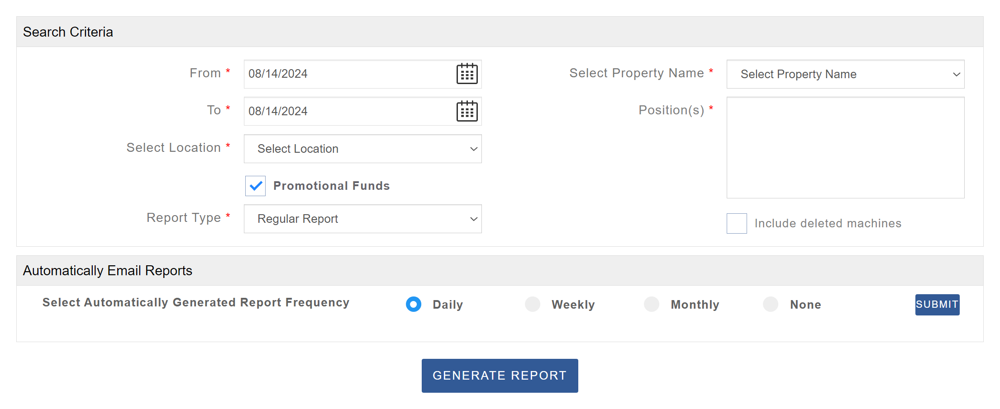 Search Criteria
From *
08/14/2024
Select Property Name *
Select Property Name
To *
08/14/2024
Position(s) *
Select Location *
Select Location
Promotional Funds
Report Type *
Regular Report
Include deleted machines
Automatically Email Reports
Select Automatically Generated Report Frequency
Daily
Weekly
Monthly
None
SUBMIT
GENERATE REPORT